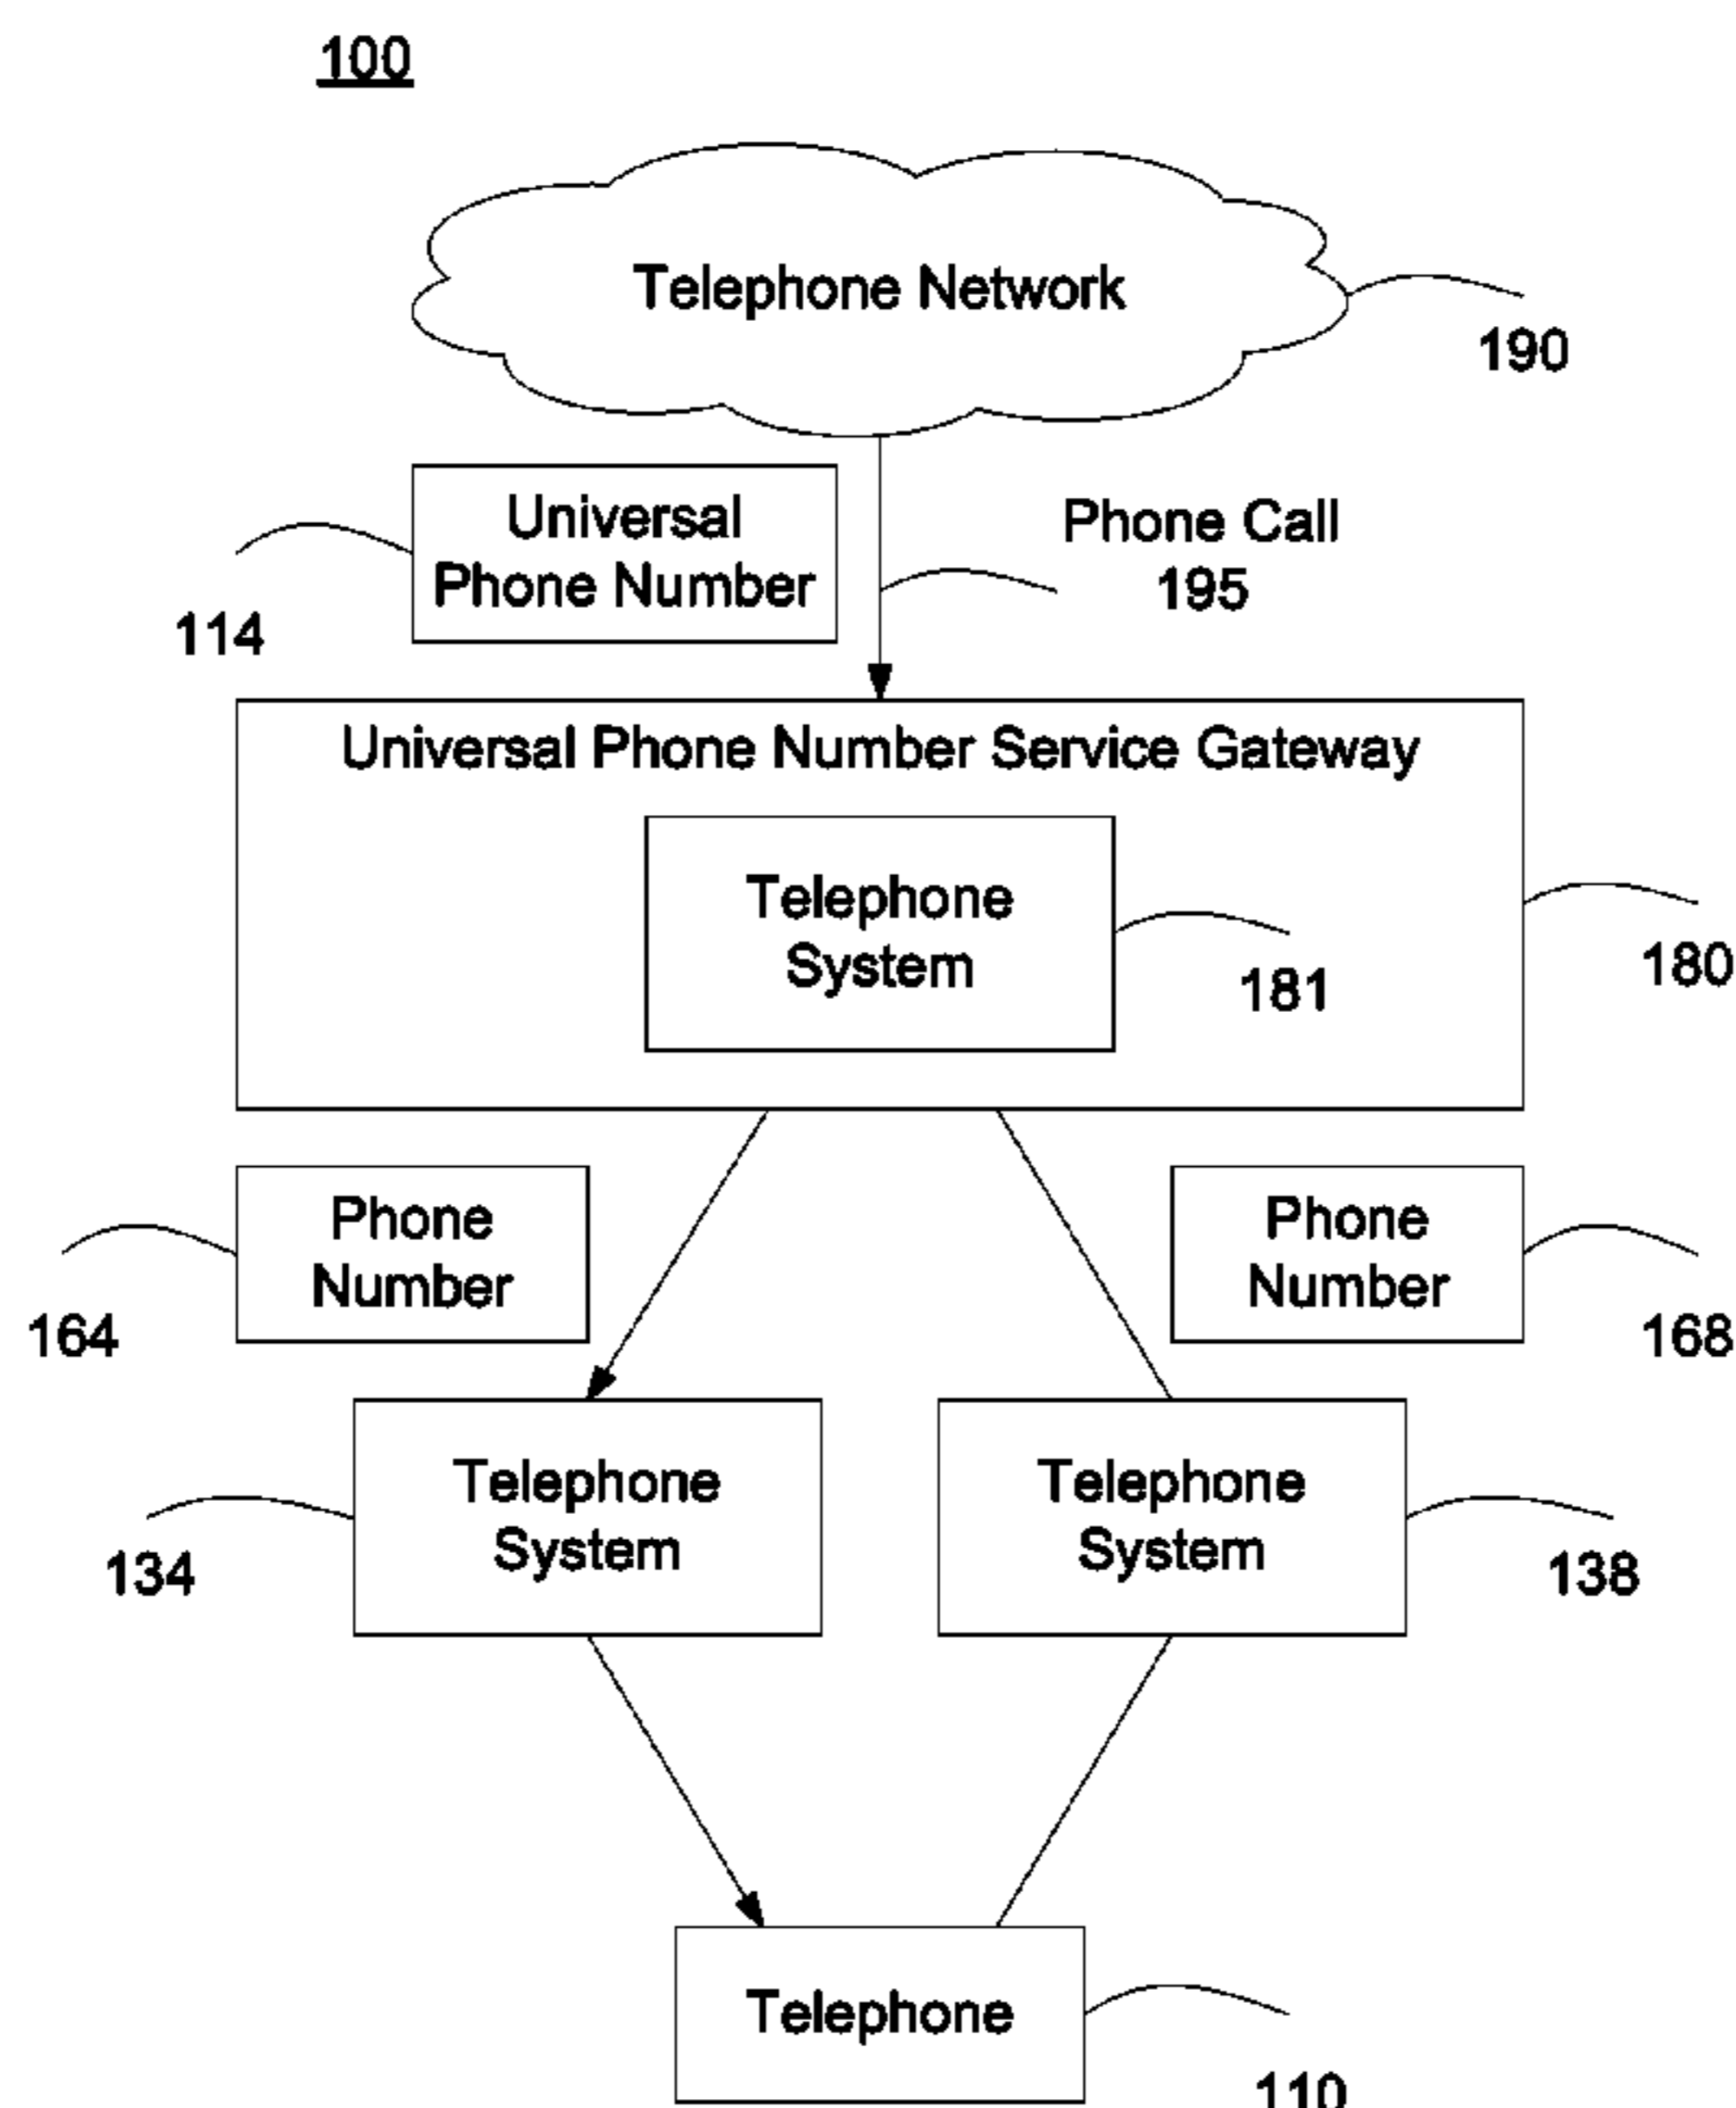 100
Telephone Network
190
Universal
Phone Number
114
Phone Call
195
Universal Phone Number Service Gateway
Telephone
System
181
180
Phone
Number
164
Phone
Number
168
Telephone
System
134
Telephone
System
138
Telephone
110